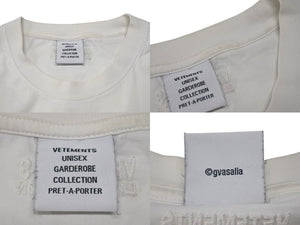 VETEMENTS
UNISEX
GARDEROBE
COLLECTION
PRET-A-PORTER
VETEMENTS
UNISEX
GARDEROBE
COLLECTION
PRET-A-PORTER
VETEMENTS
UNISEX
GARDEROBE
COLLECTION
PRET-A-PORTER
©gvasalia